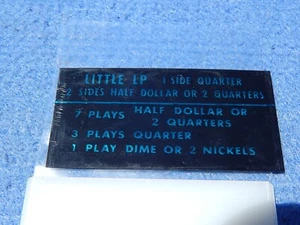 LITTLE LP 1 SIDE QUARTER
2 SIDES HALF DOLLAR OR 2 QUARTERS
7 PLAYS HALF DOLLAR OR
2 QUARTERS
3 PLAYS QUARTER
1 PLAY DIME OR 2 NICKELS